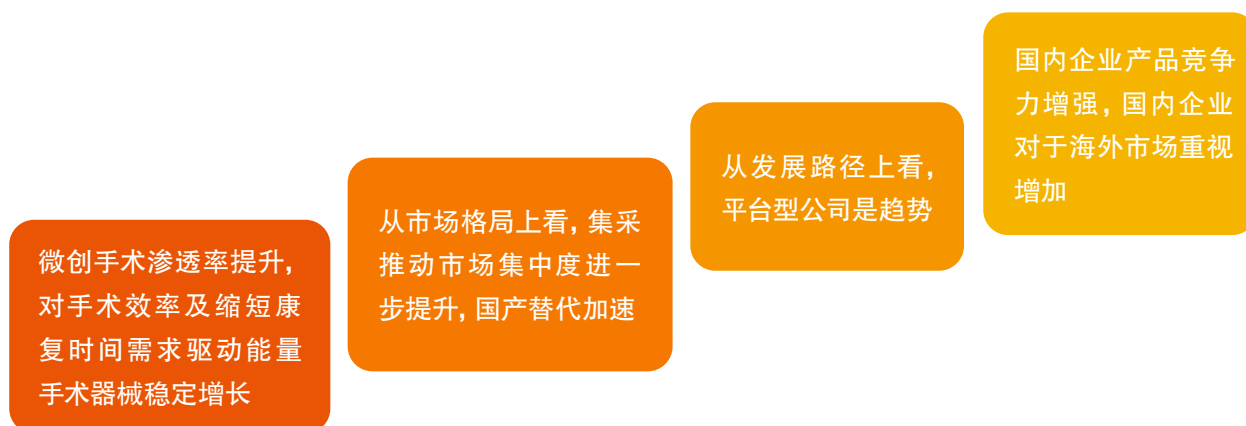 微创手术渗透率提升,
对手术效率及缩短康
复时间需求驱动能量
手术器械稳定增长
从市场格局上看, 集采
推动市场集中度进一
步提升, 国产替代加速
从发展路径上看,
平台型公司是趋势
国内企业产品竞争
力增强, 国内企业
对于海外市场重视
增加